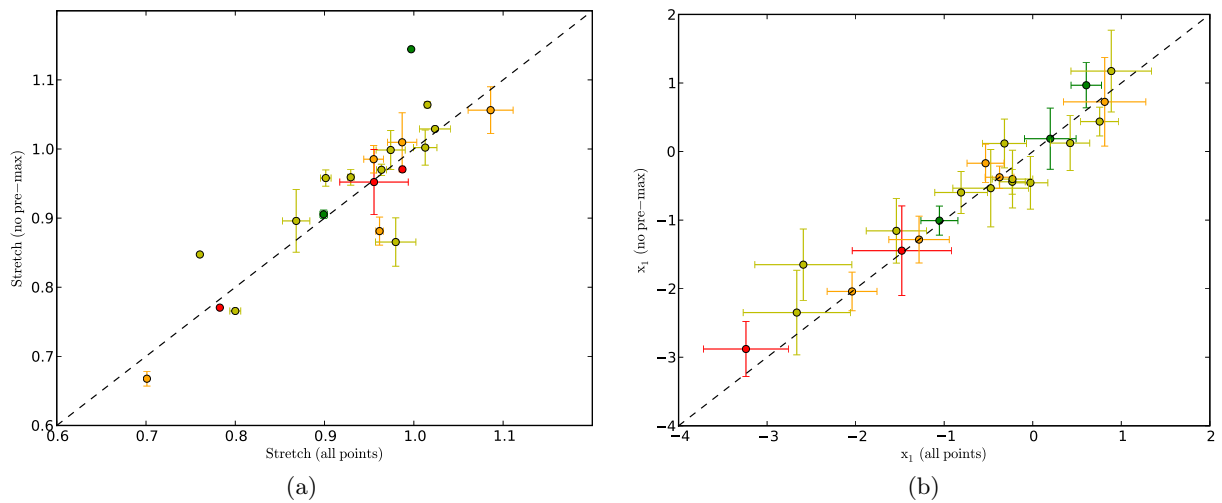 1.1
1.0
0.9
0.8
0.7
0.6
Stretch (no pre−max)
0.6 0.7 0.8 0.9 1.0 1.1
Stretch (all points)
(a)
2
1
0
−1
−2
−3
−4
x₁ (no pre−max)
−4 −3 −2 −1 0 1 2
x₁ (all points)
(b)